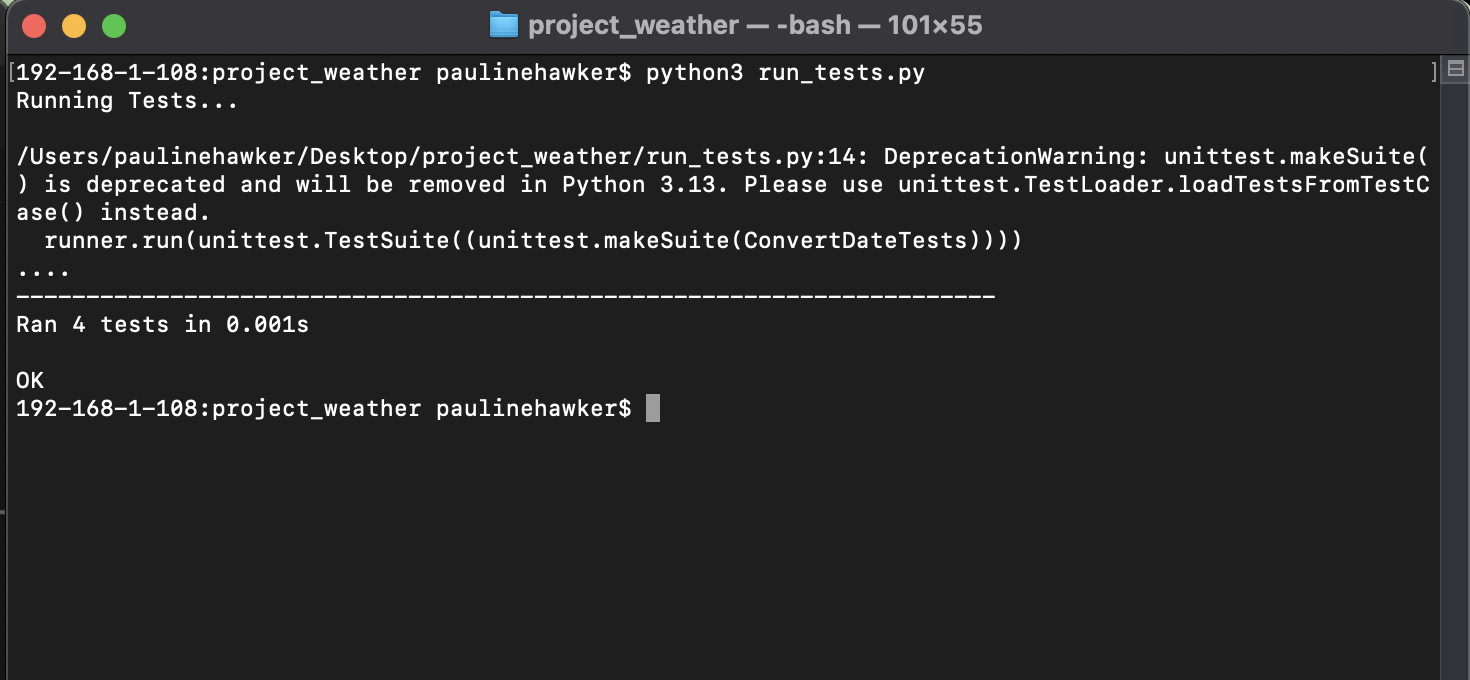 project_weather — -bash — 101×55
[192-168-1-108:project_weather paulinehawker$ python3 run_tests.py ]
Running Tests...
/Users/paulinehawker/Desktop/project_weather/run_tests.py:14: DeprecationWarning: unittest.makeSuite(
) is deprecated and will be removed in Python 3.13. Please use unittest.TestLoader.loadTestsFromTestC
ase() instead.
  runner.run(unittest.TestSuite((unittest.makeSuite(ConvertDateTests))))
....
----------------------------------------------------------------------
Ran 4 tests in 0.001s
OK
192-168-1-108:project_weather paulinehawker$